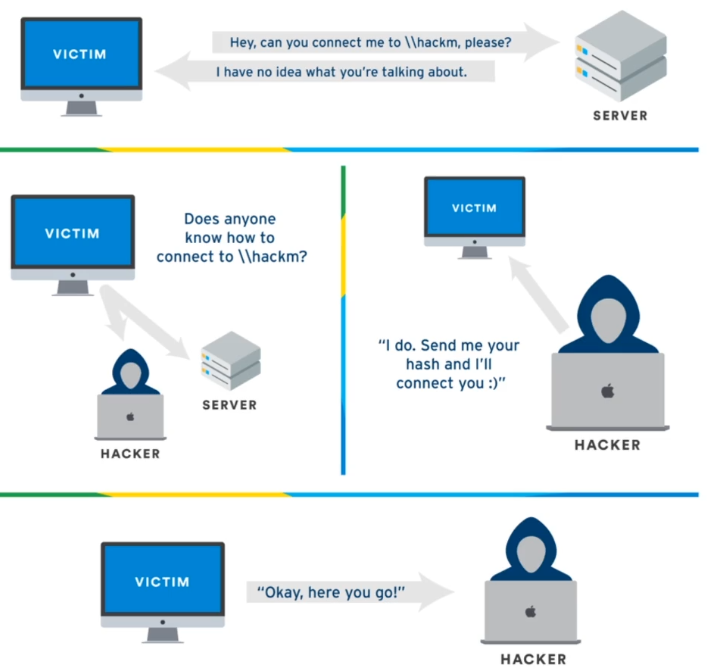 VICTIM
Hey, can you connect me to \\hackm, please?
I have no idea what you're talking about.
SERVER
VICTIM
Does anyone
know how to
connect to \\hackm?
HACKER
SERVER
VICTIM
“I do. Send me your
hash and I'll
connect you :)”
HACKER
VICTIM
“Okay, here you go!”
HACKER